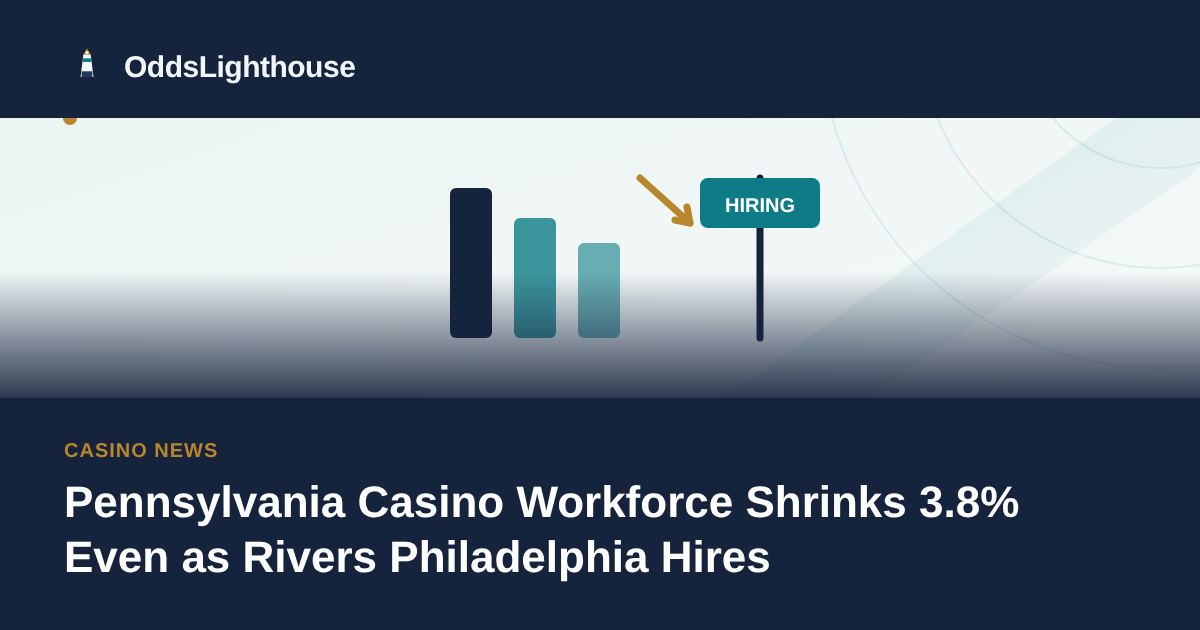 OddsLighthouse
HIRING
CASINO NEWS
Pennsylvania Casino Workforce Shrinks 3.8%
Even as Rivers Philadelphia Hires